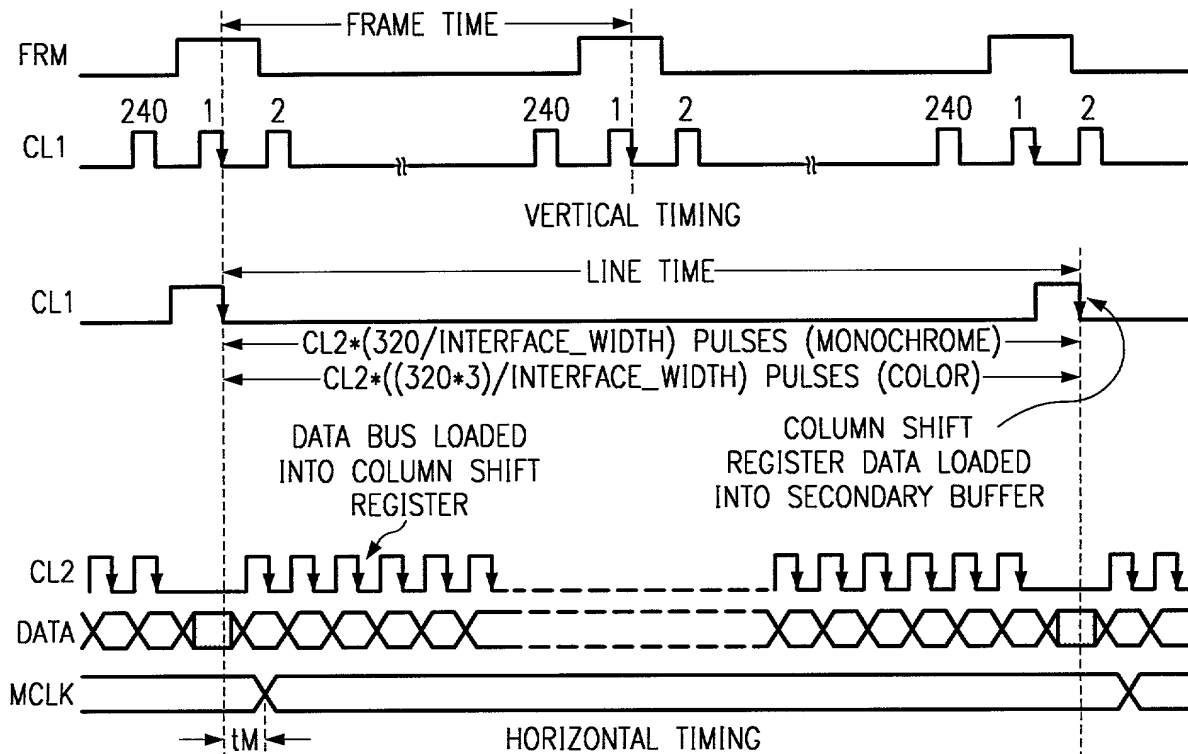 FRAME TIME
FRM
240 1 2 240 1 2 240 1 2
CL1
VERTICAL TIMING
LINE TIME
CL1
CL2*(320/INTERFACE_WIDTH) PULSES (MONOCHROME)
CL2*((320*3)/INTERFACE_WIDTH) PULSES (COLOR)
DATA BUS LOADED
INTO COLUMN SHIFT
REGISTER
COLUMN SHIFT
REGISTER DATA LOADED
INTO SECONDARY BUFFER
CL2
DATA
MCLK
tM
HORIZONTAL TIMING